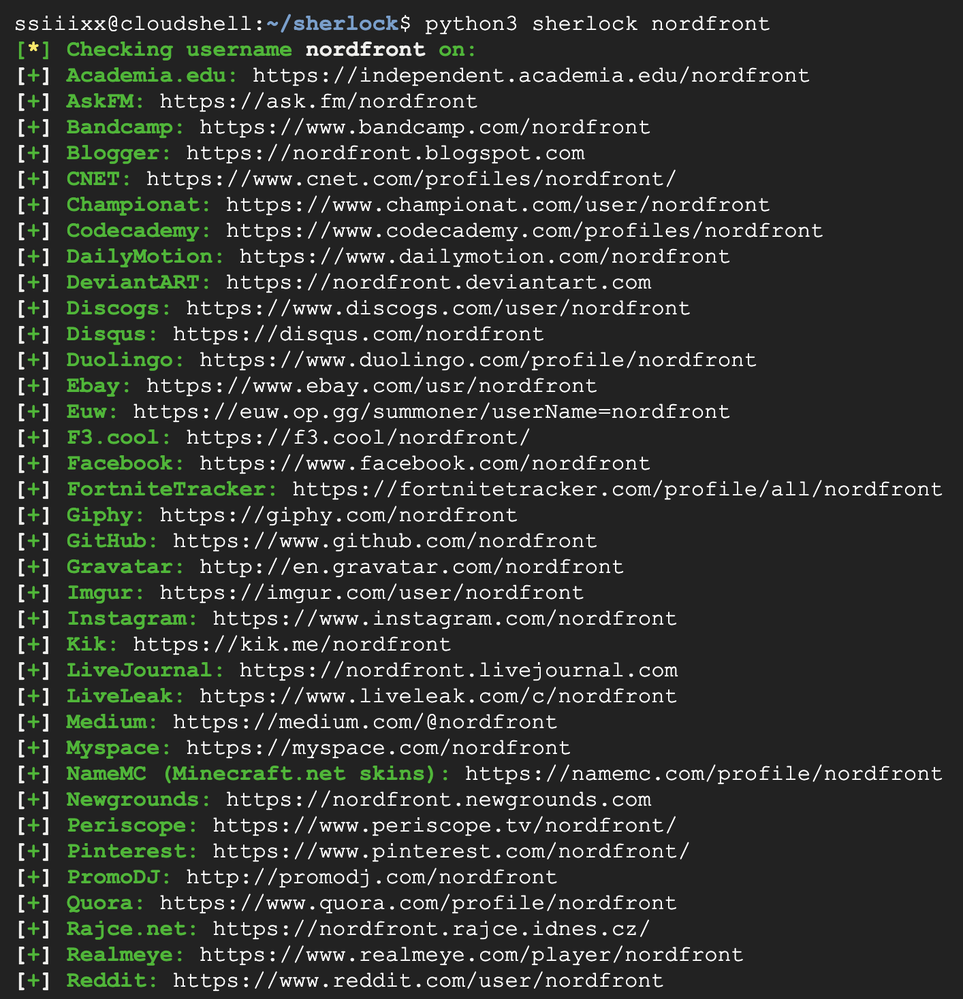 ssiiixx@cloudshell:~/sherlock$ python3 sherlock nordfront
[*] Checking username nordfront on:
[+] Academia.edu: https://independent.academia.edu/nordfront
[+] AskFM: https://ask.fm/nordfront
[+] Bandcamp: https://www.bandcamp.com/nordfront
[+] Blogger: https://nordfront.blogspot.com
[+] CNET: https://www.cnet.com/profiles/nordfront/
[+] Championat: https://www.championat.com/user/nordfront
[+] Codecademy: https://www.codecademy.com/profiles/nordfront
[+] DailyMotion: https://www.dailymotion.com/nordfront
[+] DeviantART: https://nordfront.deviantart.com
[+] Discogs: https://www.discogs.com/user/nordfront
[+] Disqus: https://disqus.com/nordfront
[+] Duolingo: https://www.duolingo.com/profile/nordfront
[+] Ebay: https://www.ebay.com/usr/nordfront
[+] Euw: https://euw.op.gg/summoner/userName=nordfront
[+] F3.cool: https://f3.cool/nordfront/
[+] Facebook: https://www.facebook.com/nordfront
[+] FortniteTracker: https://fortnitetracker.com/profile/all/nordfront
[+] Giphy: https://giphy.com/nordfront
[+] GitHub: https://www.github.com/nordfront
[+] Gravatar: http://en.gravatar.com/nordfront
[+] Imgur: https://imgur.com/user/nordfront
[+] Instagram: https://www.instagram.com/nordfront
[+] Kik: https://kik.me/nordfront
[+] LiveJournal: https://nordfront.livejournal.com
[+] LiveLeak: https://www.liveleak.com/c/nordfront
[+] Medium: https://medium.com/@nordfront
[+] Myspace: https://myspace.com/nordfront
[+] NameMC (Minecraft.net skins): https://namemc.com/profile/nordfront
[+] Newgrounds: https://nordfront.newgrounds.com
[+] Periscope: https://www.periscope.tv/nordfront/
[+] Pinterest: https://www.pinterest.com/nordfront/
[+] PromoDJ: http://promodj.com/nordfront
[+] Quora: https://www.quora.com/profile/nordfront
[+] Rajce.net: https://nordfront.rajce.idnes.cz/
[+] Realmeye: https://www.realmeye.com/player/nordfront
[+] Reddit: https://www.reddit.com/user/nordfront